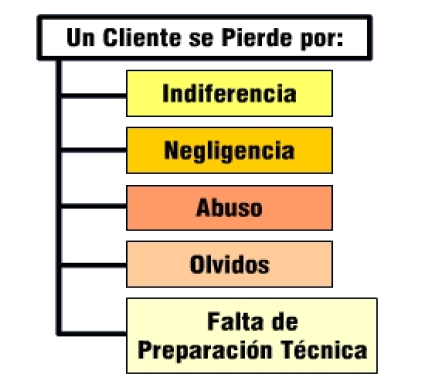 Un Cliente se Pierde por:
Indiferencia
Negligencia
Abuso
Olvidos
Falta de
Preparación Técnica